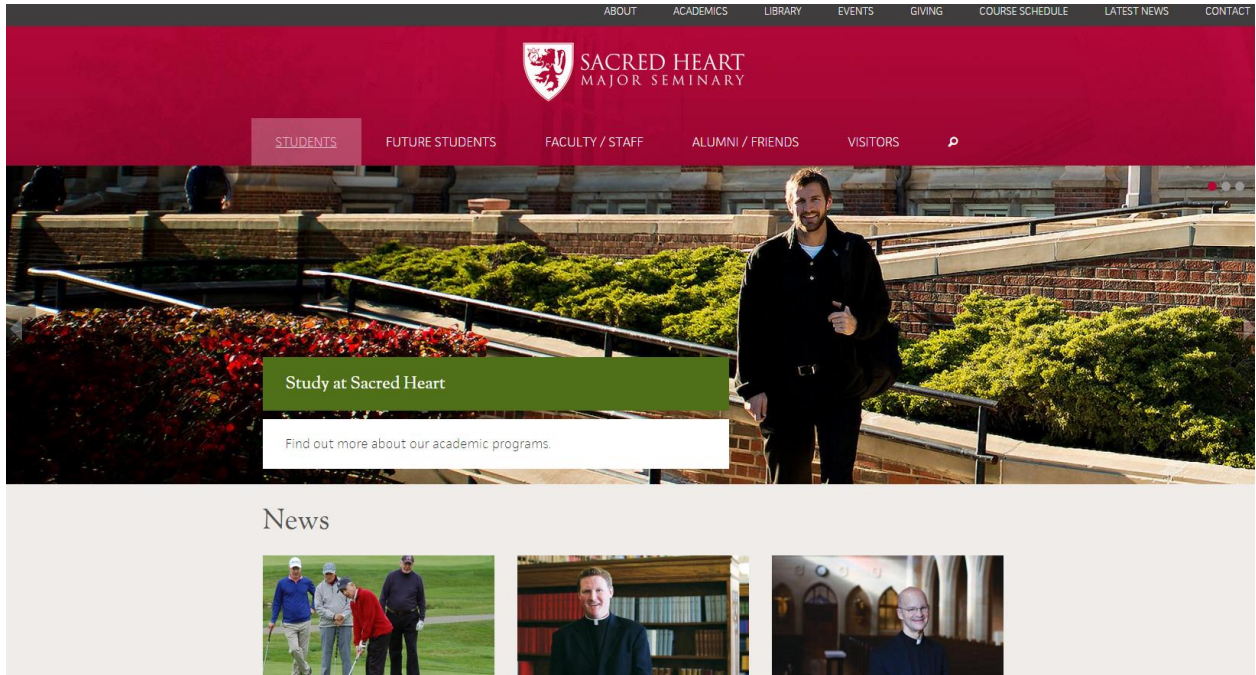 ABOUT ACADEMICS LIBRARY EVENTS GIVING COURSE SCHEDULE LATEST NEWS CONTACT
SACRED HEART
MAJOR SEMINARY
STUDENTS FUTURE STUDENTS FACULTY / STAFF ALUMNI / FRIENDS VISITORS
Study at Sacred Heart
Find out more about our academic programs.
News